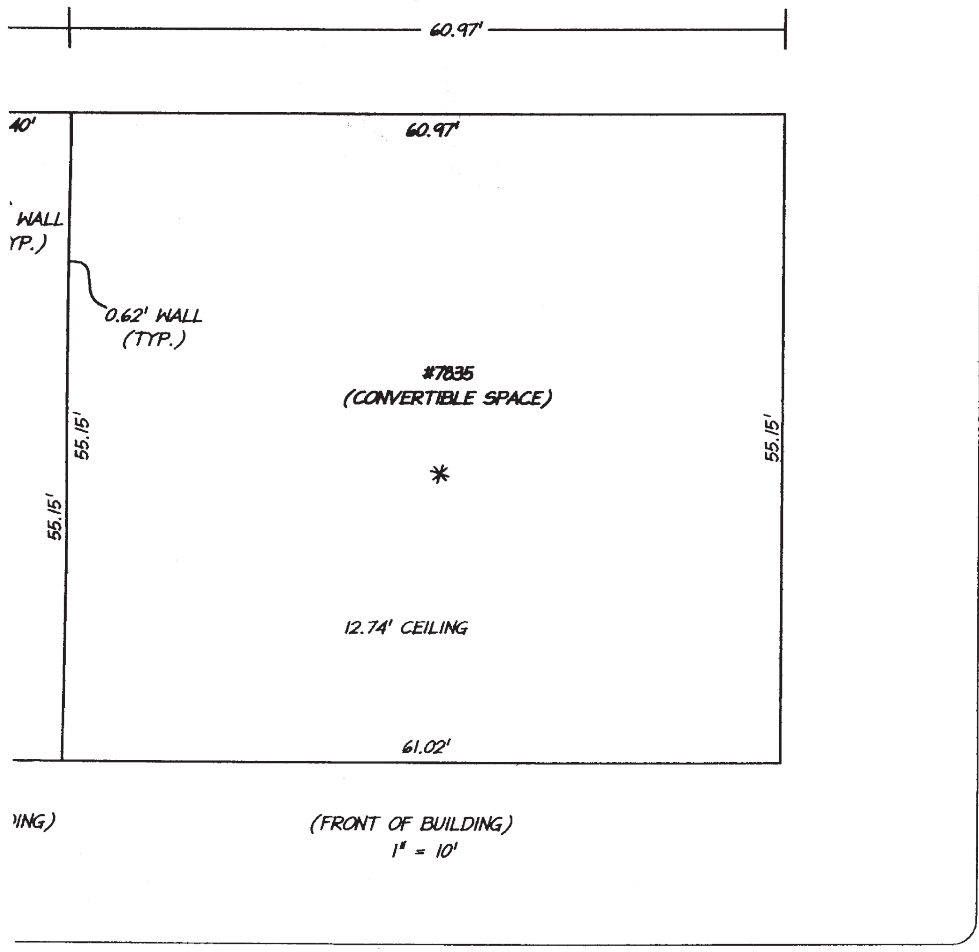 60.97'
40'
60.97'
WALL
YP.)
0.62' WALL
(TYP.)
#7835
(CONVERTIBLE SPACE)
55.15'
55.15'
55.15'
*
12.74' CEILING
61.02'
ING)
(FRONT OF BUILDING)
1" = 10'